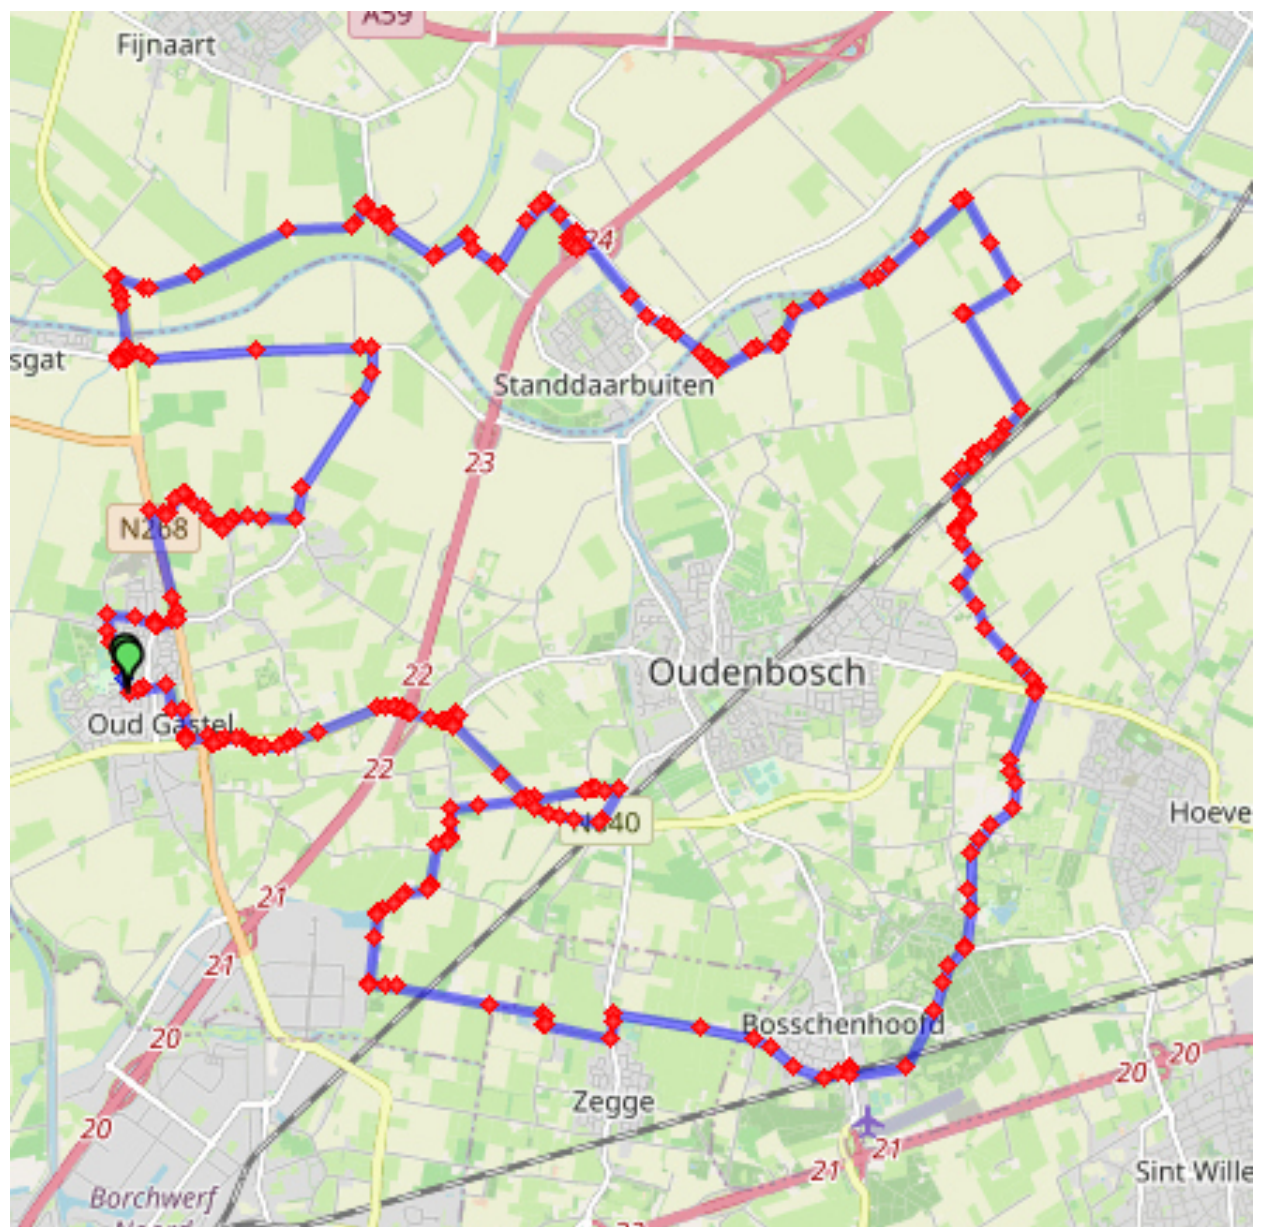 A59
Fijnaart
24
sgat
Standdaarbuiten
23
N268
22
Oudenbosch
Oud Gastel
22
Hoeve
N640
21
21
Bosschenhoofd
20
20
20
Zegge
20
21
21
Sint Wille
Borchwerf
Noord